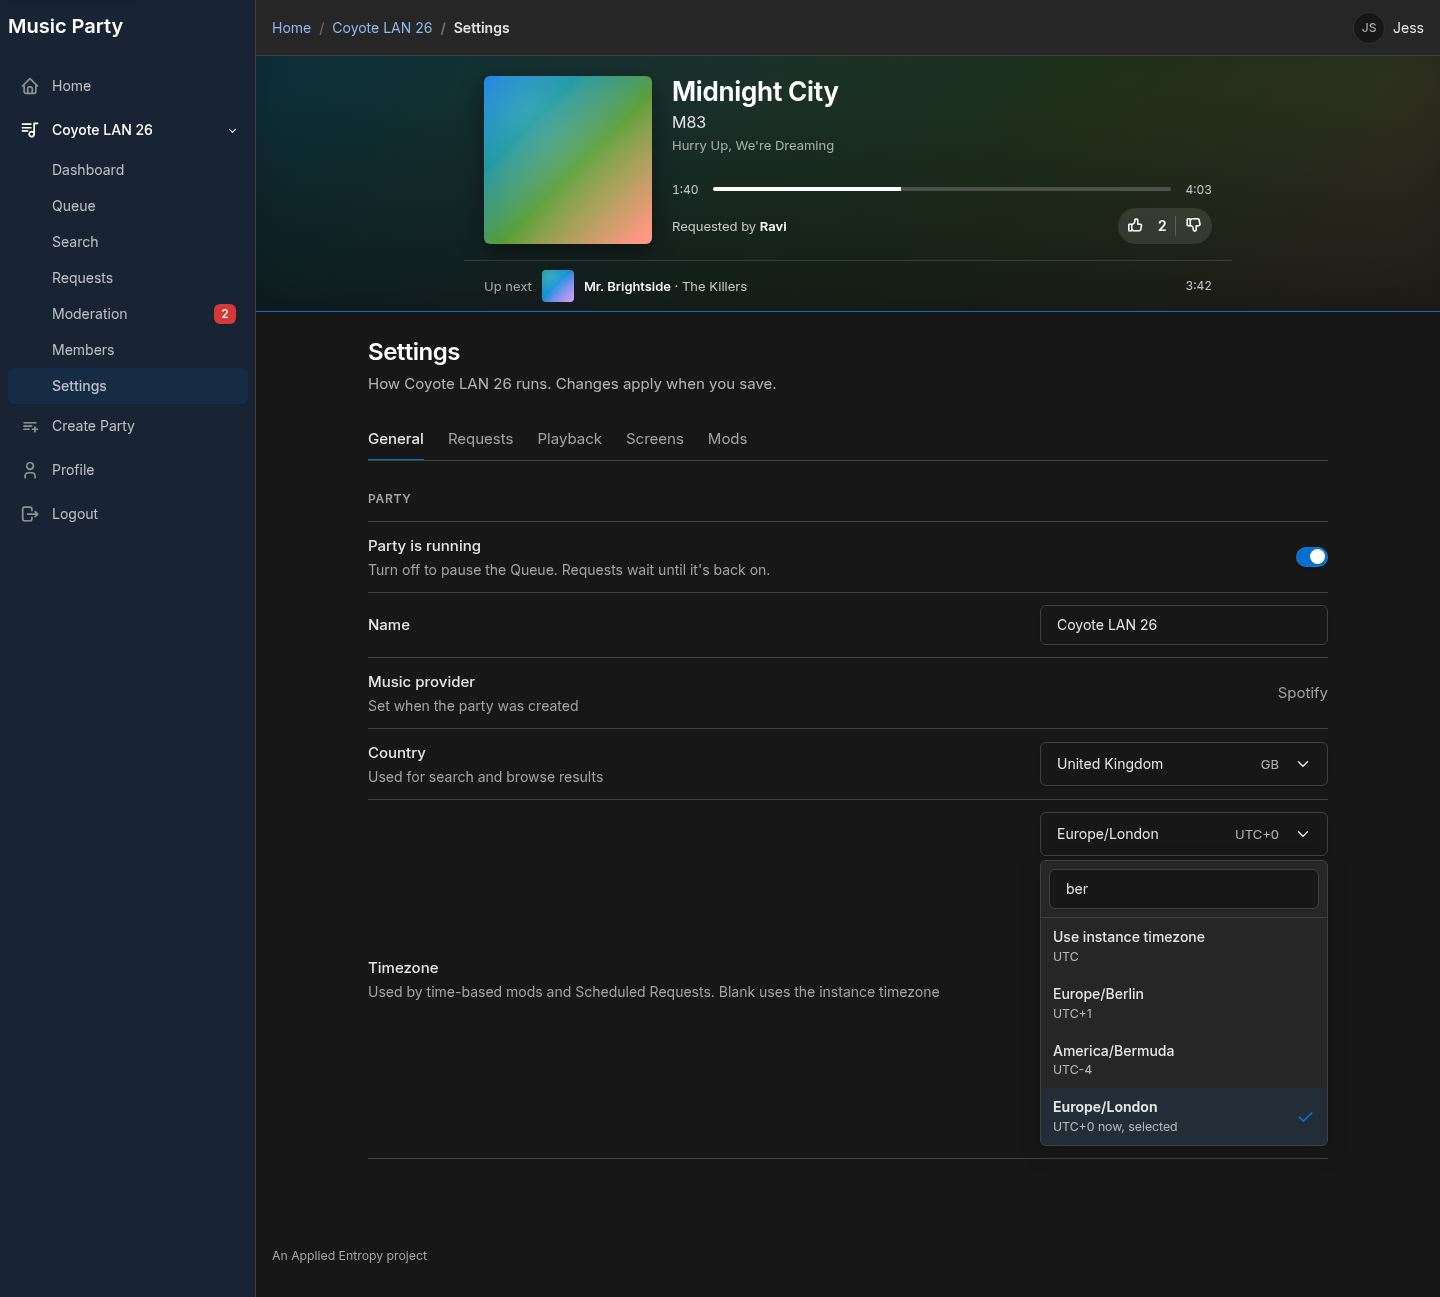 Music Party
Home
Coyote LAN 26
Dashboard
Queue
Search
Requests
Moderation 2
Members
Settings
Create Party
Profile
Logout
Home / Coyote LAN 26 / Settings
JS Jess
Midnight City
M83
Hurry Up, We're Dreaming
1:40 4:03
Requested by Ravi 2
Up next Mr. Brightside · The Killers 3:42
Settings
How Coyote LAN 26 runs. Changes apply when you save.
General Requests Playback Screens Mods
PARTY
Party is running
Turn off to pause the Queue. Requests wait until it's back on.
Name Coyote LAN 26
Music provider
Set when the party was created
Spotify
Country
Used for search and browse results
United Kingdom GB
Timezone
Used by time-based mods and Scheduled Requests. Blank uses the instance timezone
Europe/London UTC+0
ber
Use instance timezone
UTC
Europe/Berlin
UTC+1
America/Bermuda
UTC-4
Europe/London
UTC+0 now, selected
An Applied Entropy project